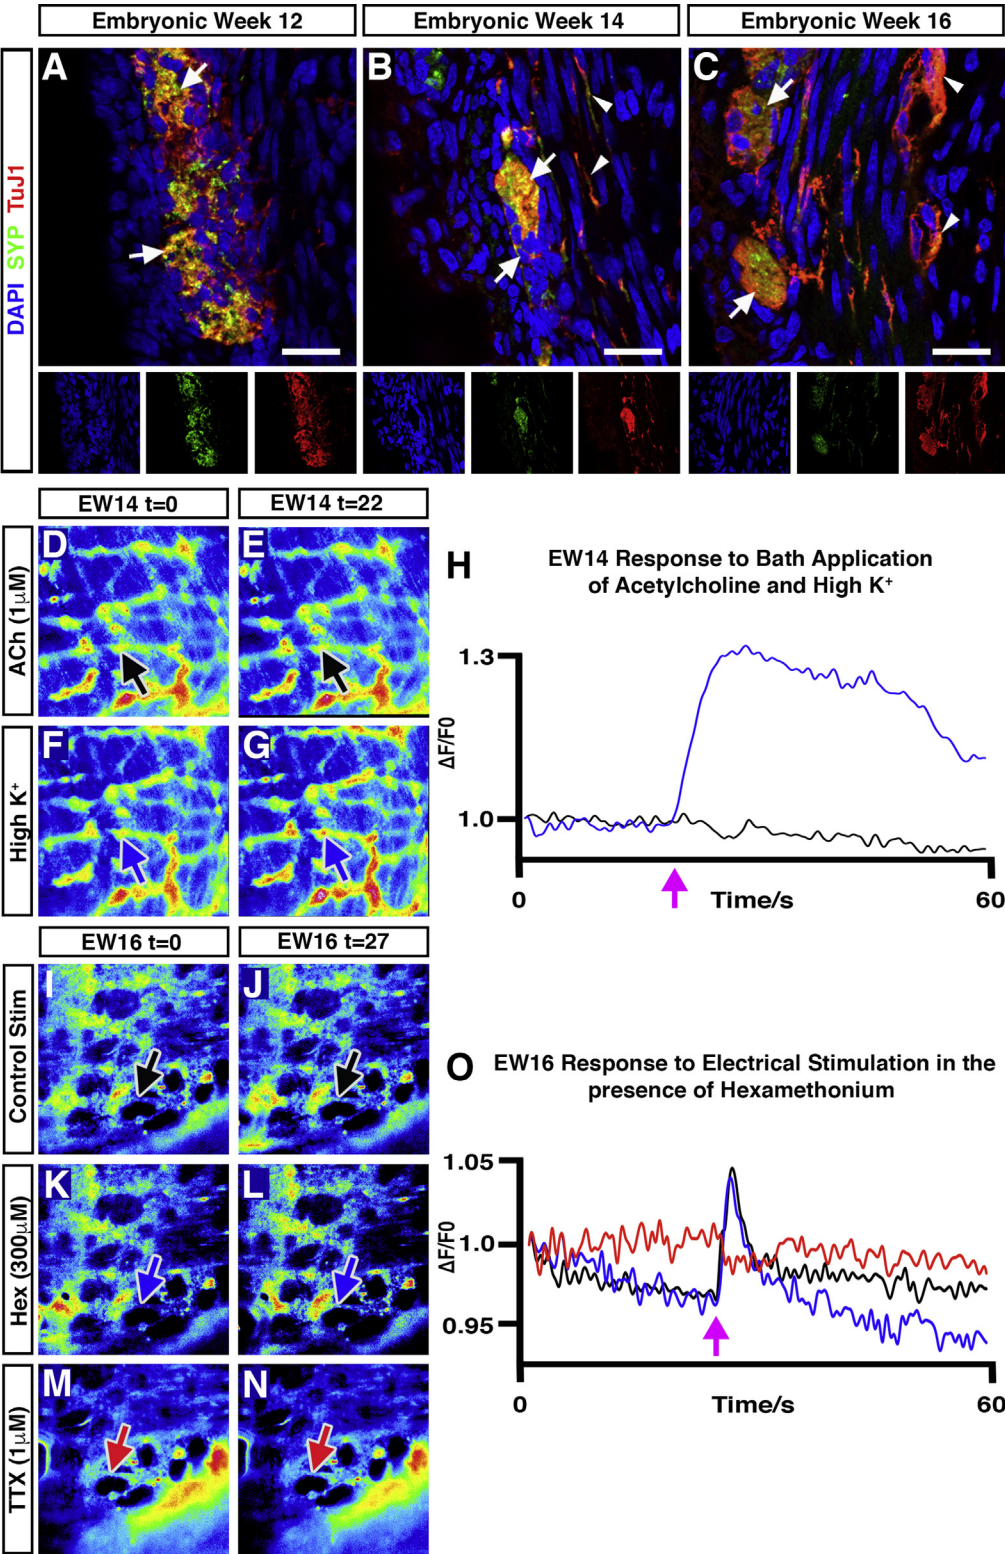 Embryonic Week 12
Embryonic Week 14
Embryonic Week 16
DAPI SYP TuJ1
A
B
C
EW14 t=0
EW14 t=22
ACh (1μM)
D
E
High K+
F
G
H
EW14 Response to Bath Application
of Acetylcholine and High K+
1.3
1.0
ΔF/F0
0
Time/s
60
EW16 t=0
EW16 t=27
Control Stim
I
J
Hex (300μM)
K
L
TTX (1μM)
M
N
O
EW16 Response to Electrical Stimulation in the
presence of Hexamethonium
1.05
1.0
0.95
ΔF/F0
0
Time/s
60